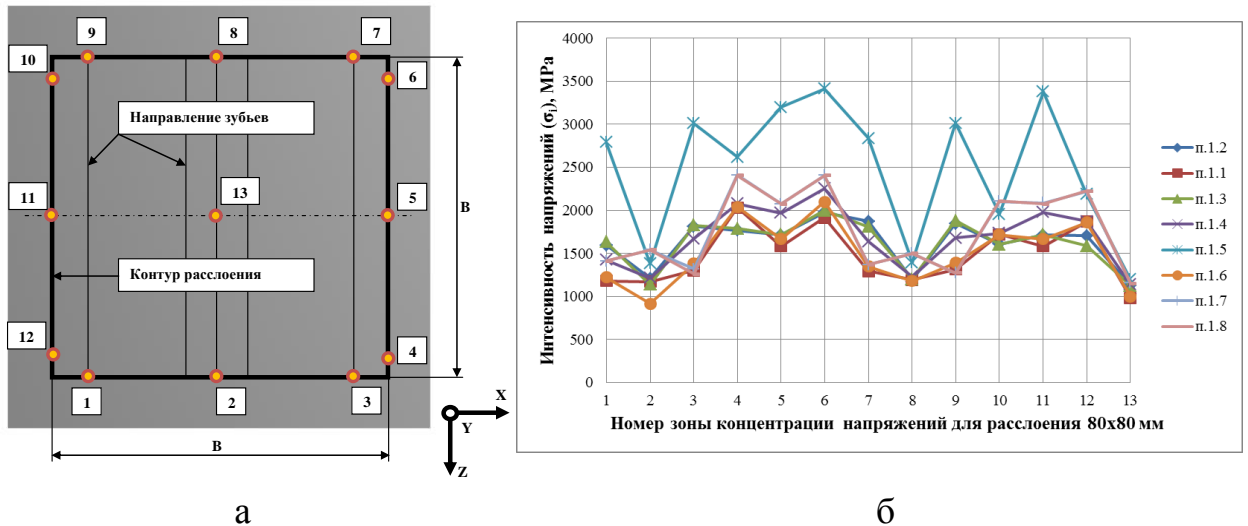 9
8
7
10
6
Направление зубьев
11
13
5
B
Контур расслоения
12
4
1
2
3
X
Y
Z
B
а
Интенсивность напряжений (σi), MPa
4000
3500
3000
2500
2000
1500
1000
500
0
1 2 3 4 5 6 7 8 9 10 11 12 13
Номер зоны концентрации напряжений для расслоения 80х80 мм
п.1.2
п.1.1
п.1.3
п.1.4
п.1.5
п.1.6
п.1.7
п.1.8
б